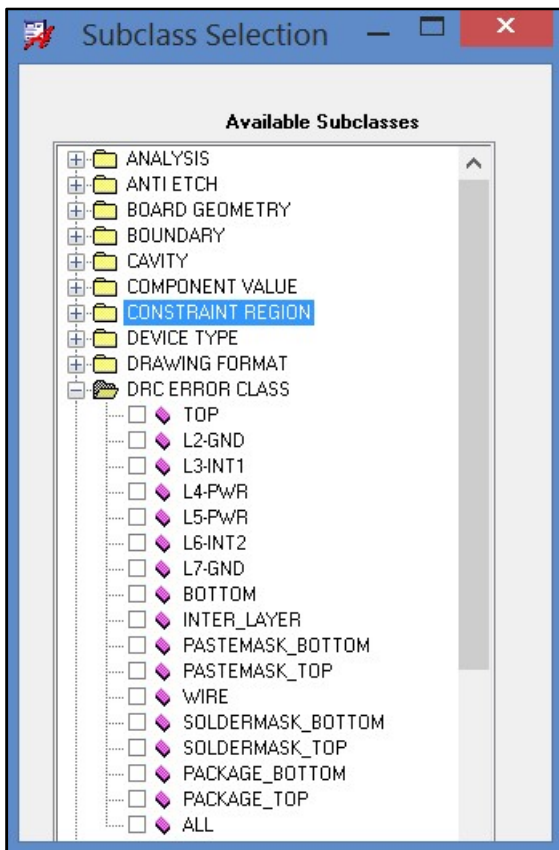 Subclass Selection
Available Subclasses
ANALYSIS
ANTI ETCH
BOARD GEOMETRY
BOUNDARY
CAVITY
COMPONENT VALUE
CONSTRAINT REGION
DEVICE TYPE
DRAWING FORMAT
DRC ERROR CLASS
TOP
L2-GND
L3-INT1
L4-PWR
L5-PWR
L6-INT2
L7-GND
BOTTOM
INTER_LAYER
PASTEMASK_BOTTOM
PASTEMASK_TOP
WIRE
SOLDERMASK_BOTTOM
SOLDERMASK_TOP
PACKAGE_BOTTOM
PACKAGE_TOP
ALL